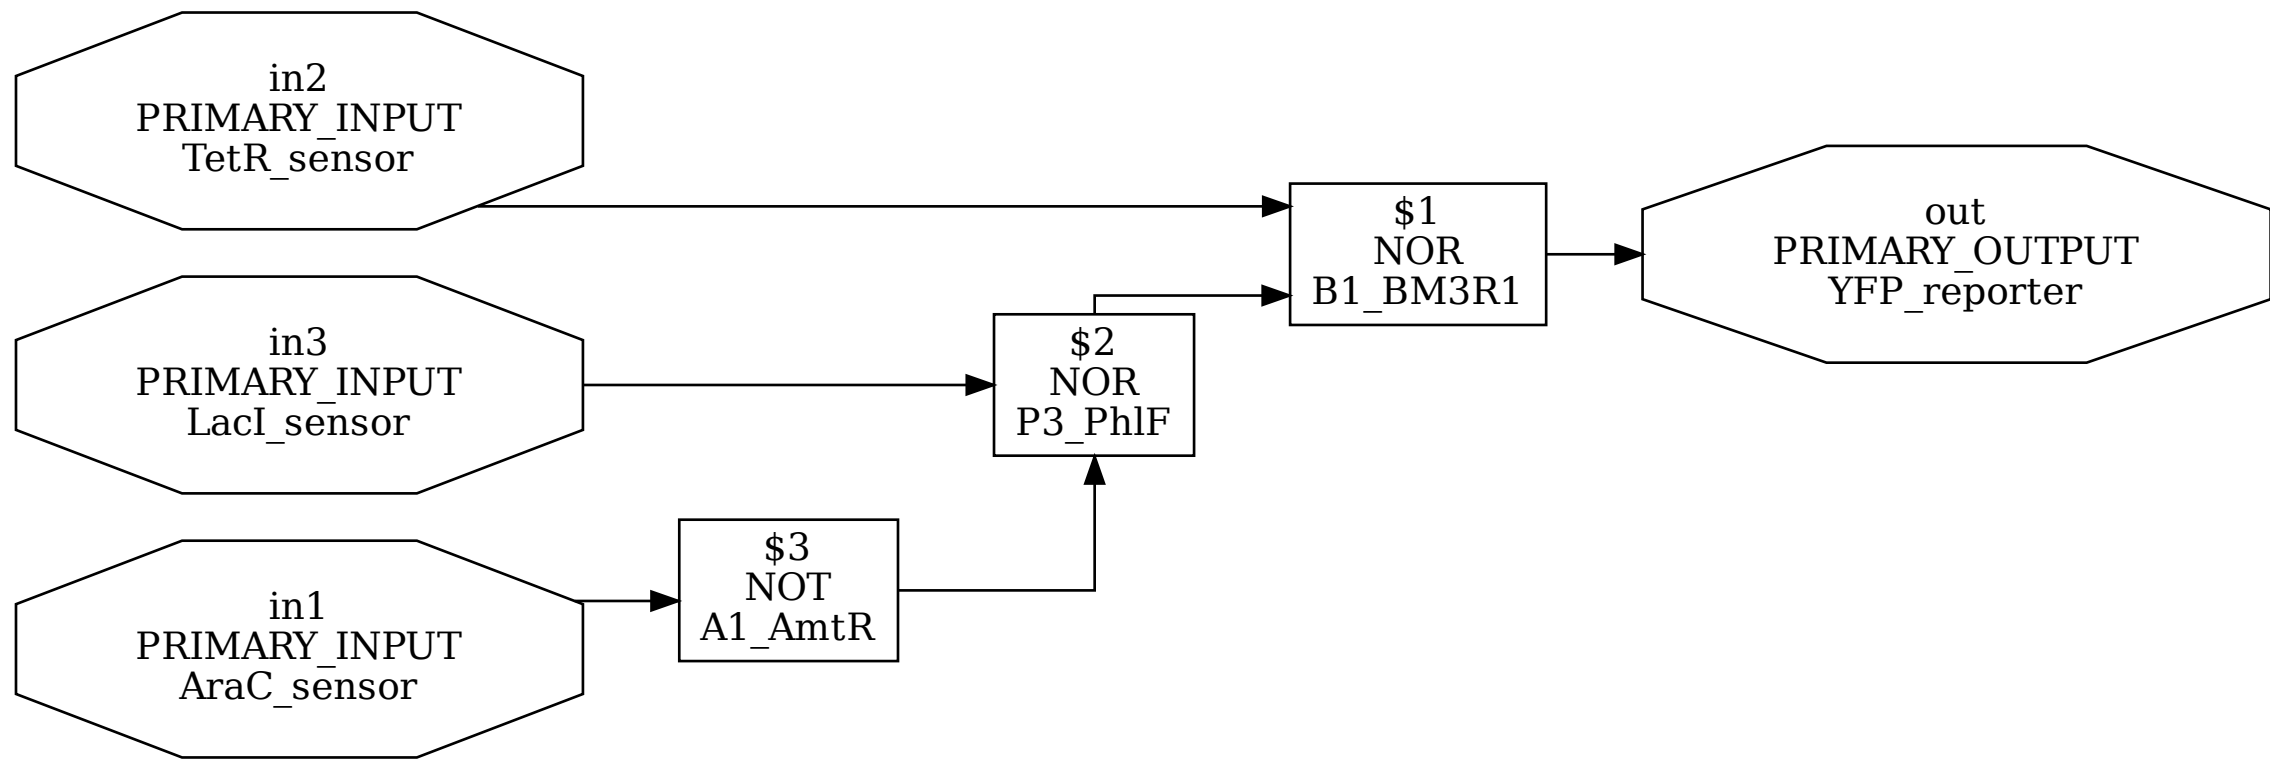 in2
PRIMARY_INPUT
TetR_sensor
in3
PRIMARY_INPUT
LacI_sensor
in1
PRIMARY_INPUT
AraC_sensor
$3
NOT
A1_AmtR
$2
NOR
P3_PhlF
$1
NOR
B1_BM3R1
out
PRIMARY_OUTPUT
YFP_reporter